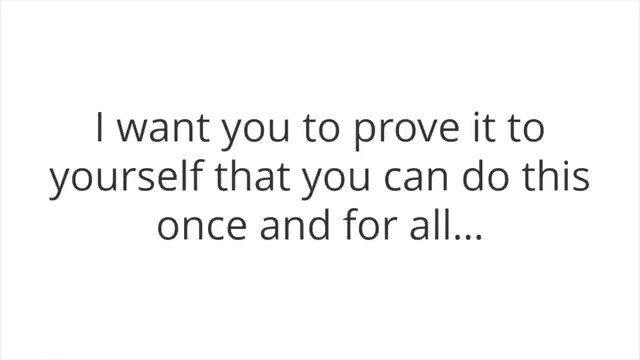 I want you to prove it to
yourself that you can do this
once and for all...